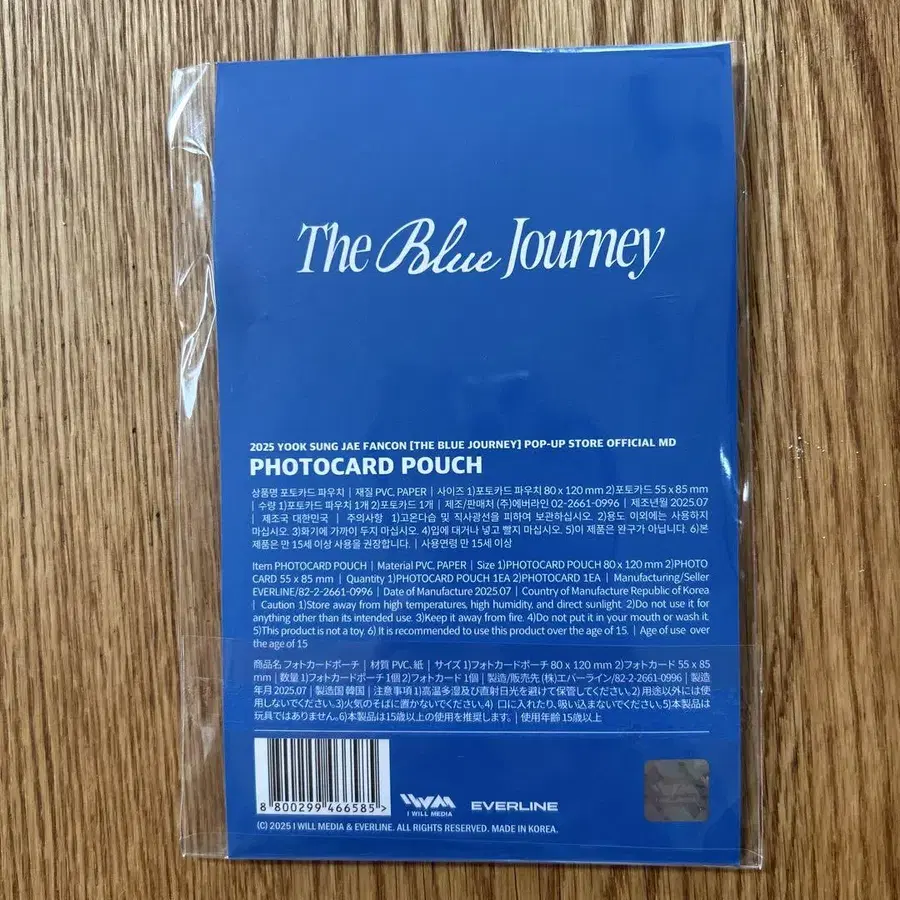 The Blue Journey
2025 YOOK SUNG JAE FANCON [THE BLUE JOURNEY] POP-UP STORE OFFICIAL MD
PHOTOCARD POUCH
상품명 포토카드 파우치 | 재질 PVC, PAPER | 사이즈 1)포토카드 파우치 80 x 120 mm 2)포토카드 55 x 85 mm
| 수량 1)포토카드 파우치 1개 2)포토카드 1개 | 제조/판매처 (주)에버라인 02-2661-0996 | 제조년월 2025.07
| 제조국 대한민국 | 주의사항 1)고온다습 및 직사광선을 피하여 보관하십시오. 2)용도 이외에는 사용하지
마십시오. 3)화기에 가까이 두지 마십시오. 4)입에 대거나 넣고 빨지 마십시오. 5)이 제품은 완구가 아닙니다. 6)본
제품은 만 15세 이상 사용을 권장합니다. | 사용연령 만 15세 이상
Item PHOTOCARD POUCH | Material PVC, PAPER | Size 1)PHOTOCARD POUCH 80 x 120 mm 2)PHOTO
CARD 55 x 85 mm | Quantity 1)PHOTOCARD POUCH 1EA 2)PHOTOCARD 1EA | Manufacturing/Seller
EVERLINE/82-2-2661-0996 | Date of Manufacture 2025.07 | Country of Manufacture Republic of Korea
| Caution 1)Store away from high temperatures, high humidity, and direct sunlight. 2)Do not use it for
anything other than its intended use. 3)Keep it away from fire. 4)Do not put it in your mouth or wash it.
5)This product is not a toy. 6) It is recommended to use this product over the age of 15. | Age of use over
the age of 15
商品名 フォトカードポーチ | 材質 PVC、紙 | サイズ 1)フォトカードポーチ 80 x 120 mm 2)フォトカード 55 x 85
mm | 数量 1)フォトカードポーチ 1個 2)フォトカード 1個 | 製造/販売先 (株)エバーライン/82-2-2661-0996 | 製造
年月 2025.07 | 製造国 韓国 | 注意事項 1)高温多湿及び直射日光を避けて保管してください。2) 用途以外には使
用しないでください。3)火気のそばに置かないでください。4) 口に入れたり、吸い込まないでください。5)本製品は
玩具ではありません。6)本製品は15歳以上の使用を推奨します。 | 使用年齢 15歳以上
8 800299 466585 >
IWM
I WILL MEDIA
EVERLINE
(C) 2025 I WILL MEDIA & EVERLINE. ALL RIGHTS RESERVED. MADE IN KOREA.